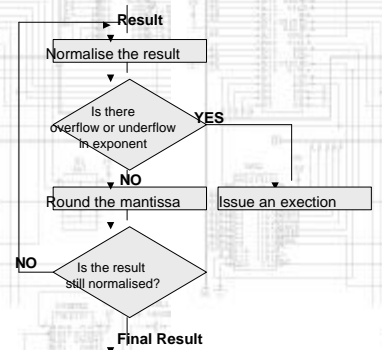 Result
Normalise the result
Is there
overflow or underflow
in exponent
YES
NO
Round the mantissa
Issue an exection
NO
Is the result
still normalised?
Final Result